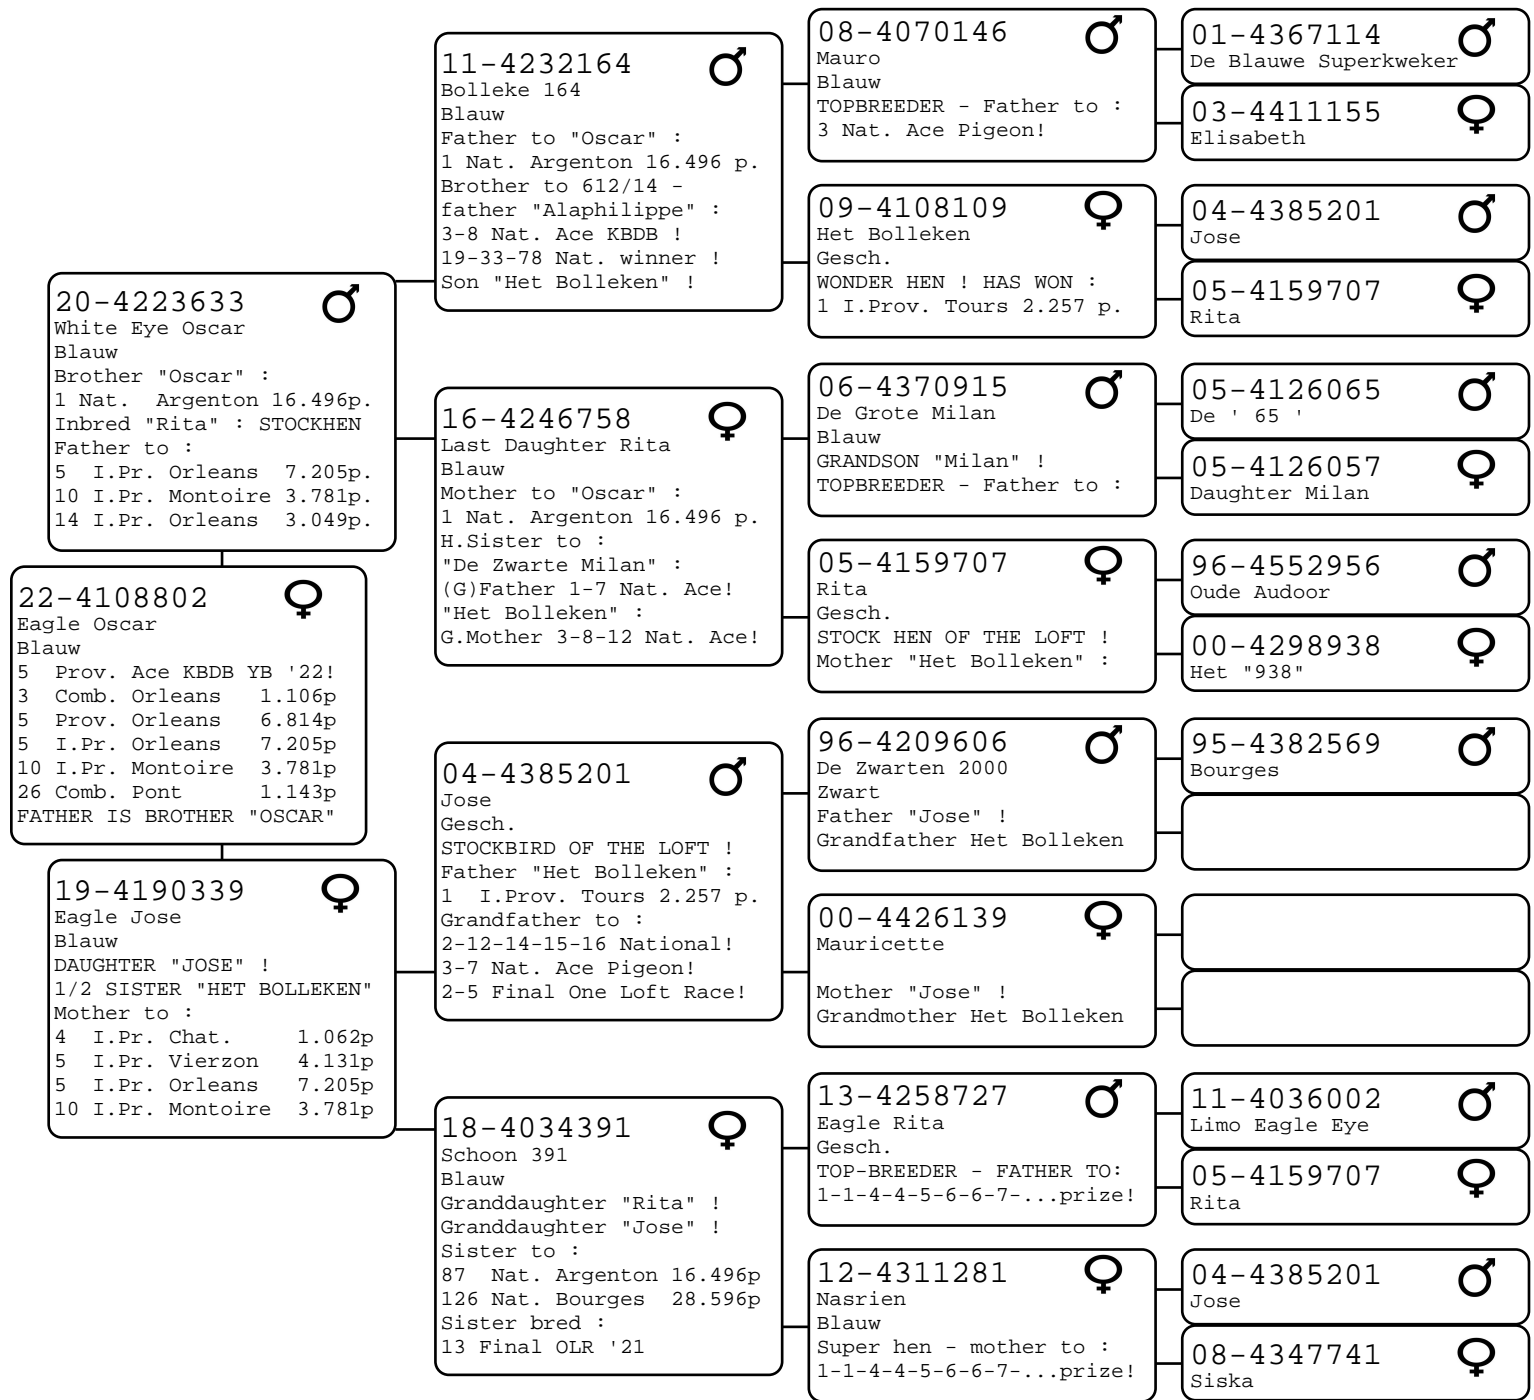 20-4223633
White Eye Oscar
Blauw
Brother "Oscar" :
1 Nat.  Argenton 16.496p.
Inbred "Rita" : STOCKHEN
Father to :
5  I.Pr. Orleans  7.205p.
10 I.Pr. Montoire 3.781p.
14 I.Pr. Orleans  3.049p.
22-4108802
Eagle Oscar
Blauw
5  Prov. Ace KBDB YB '22!
3  Comb. Orleans   1.106p
5  Prov. Orleans   6.814p
5  I.Pr. Orleans   7.205p
10 I.Pr. Montoire  3.781p
26 Comb. Pont      1.143p
FATHER IS BROTHER "OSCAR"
19-4190339
Eagle Jose
Blauw
DAUGHTER "JOSE" !
1/2 SISTER "HET BOLLEKEN"
Mother to :
4  I.Pr. Chat.     1.062p
5  I.Pr. Vierzon   4.131p
5  I.Pr. Orleans   7.205p
10 I.Pr. Montoire  3.781p
11-4232164
Bolleke 164
Blauw
Father to "Oscar" :
1 Nat. Argenton 16.496 p.
Brother to 612/14 -
father "Alaphilippe" :
3-8 Nat. Ace KBDB !
19-33-78 Nat. winner !
Son "Het Bolleken" !
16-4246758
Last Daughter Rita
Blauw
Mother to "Oscar" :
1 Nat. Argenton 16.496 p.
H.Sister to :
"De Zwarte Milan" :
(G)Father 1-7 Nat. Ace!
"Het Bolleken" :
G.Mother 3-8-12 Nat. Ace!
04-4385201
Jose
Gesch.
STOCKBIRD OF THE LOFT !
Father "Het Bolleken" :
1  I.Prov. Tours 2.257 p.
Grandfather to :
2-12-14-15-16 National!
3-7 Nat. Ace Pigeon!
2-5 Final One Loft Race!
18-4034391
Schoon 391
Blauw
Granddaughter "Rita" !
Granddaughter "Jose" !
Sister to :
87  Nat. Argenton 16.496p
126 Nat. Bourges  28.596p
Sister bred :
13 Final OLR '21
08-4070146
Mauro
Blauw
TOPBREEDER - Father to :
3 Nat. Ace Pigeon!
09-4108109
Het Bolleken
Gesch.
WONDER HEN ! HAS WON :
1 I.Prov. Tours 2.257 p.
06-4370915
De Grote Milan
Blauw
GRANDSON "Milan" !
TOPBREEDER - Father to :
05-4159707
Rita
Gesch.
STOCK HEN OF THE LOFT !
Mother "Het Bolleken" :
96-4209606
De Zwarten 2000
Zwart
Father "Jose" !
Grandfather Het Bolleken
00-4426139
Mauricette
Mother "Jose" !
Grandmother Het Bolleken
13-4258727
Eagle Rita
Gesch.
TOP-BREEDER - FATHER TO:
1-1-4-4-5-6-6-7-...prize!
12-4311281
Nasrien
Blauw
Super hen - mother to :
1-1-4-4-5-6-6-7-...prize!
01-4367114
De Blauwe Superkweker
03-4411155
Elisabeth
04-4385201
Jose
05-4159707
Rita
05-4126065
De ' 65 '
05-4126057
Daughter Milan
96-4552956
Oude Audoor
00-4298938
Het "938"
95-4382569
Bourges
11-4036002
Limo Eagle Eye
05-4159707
Rita
04-4385201
Jose
08-4347741
Siska